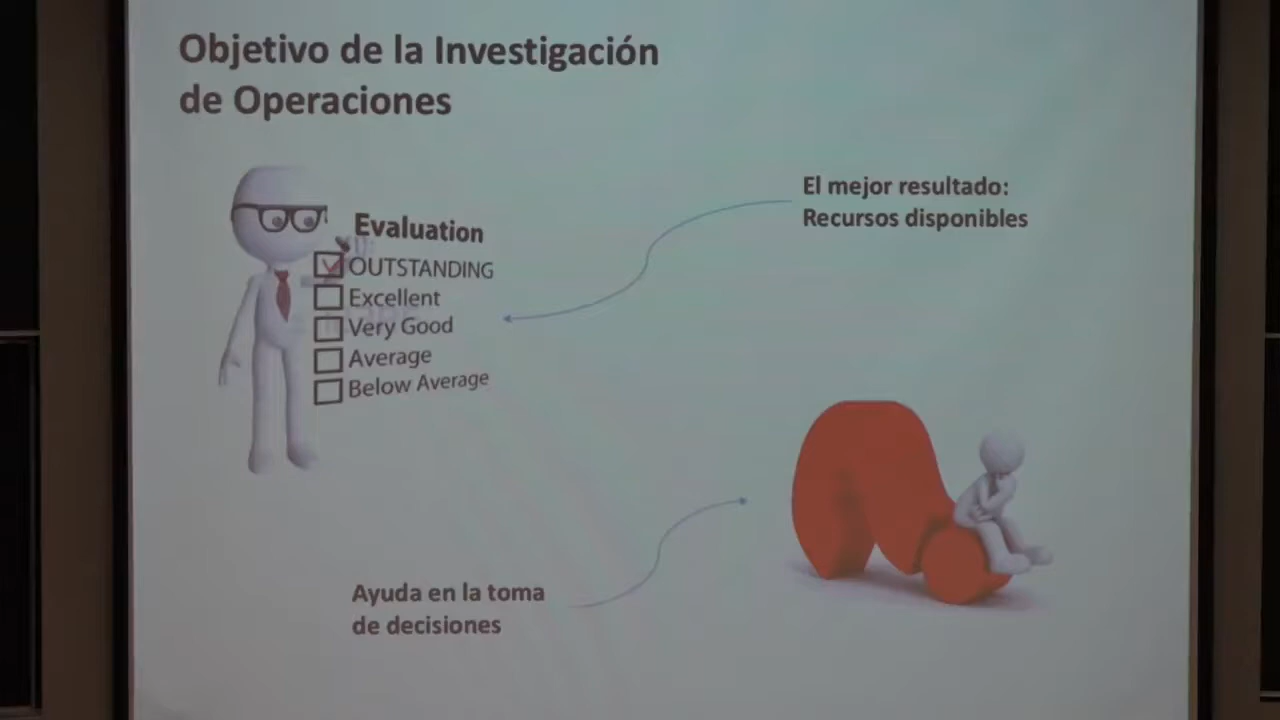 Objetivo de la Investigación
de Operaciones
El mejor resultado:
Recursos disponibles
Evaluation
OUTSTANDING
Excellent
Very Good
Average
Below Average
Ayuda en la toma
de decisiones